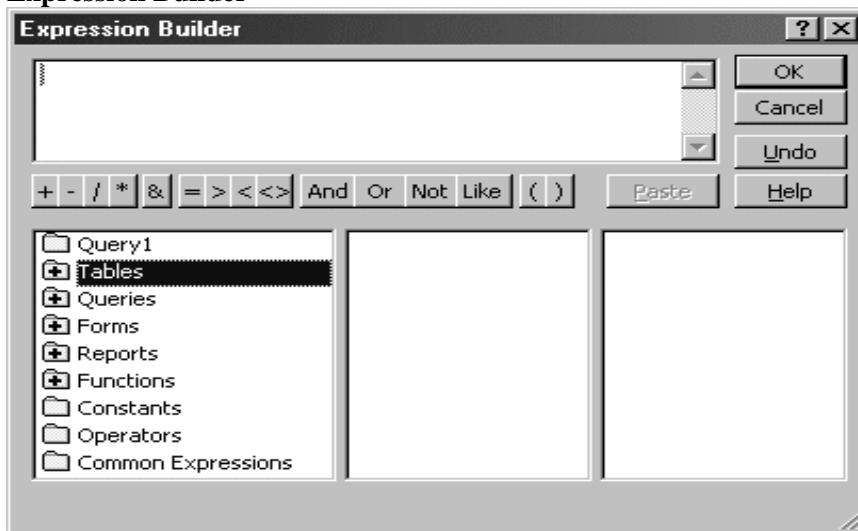 Expression Builder
Expression Builder ? ×
OK
Cancel
Undo
+ - / * & = > < <> And Or Not Like ( ) Paste Help
Query1
Tables
Queries
Forms
Reports
Functions
Constants
Operators
Common Expressions